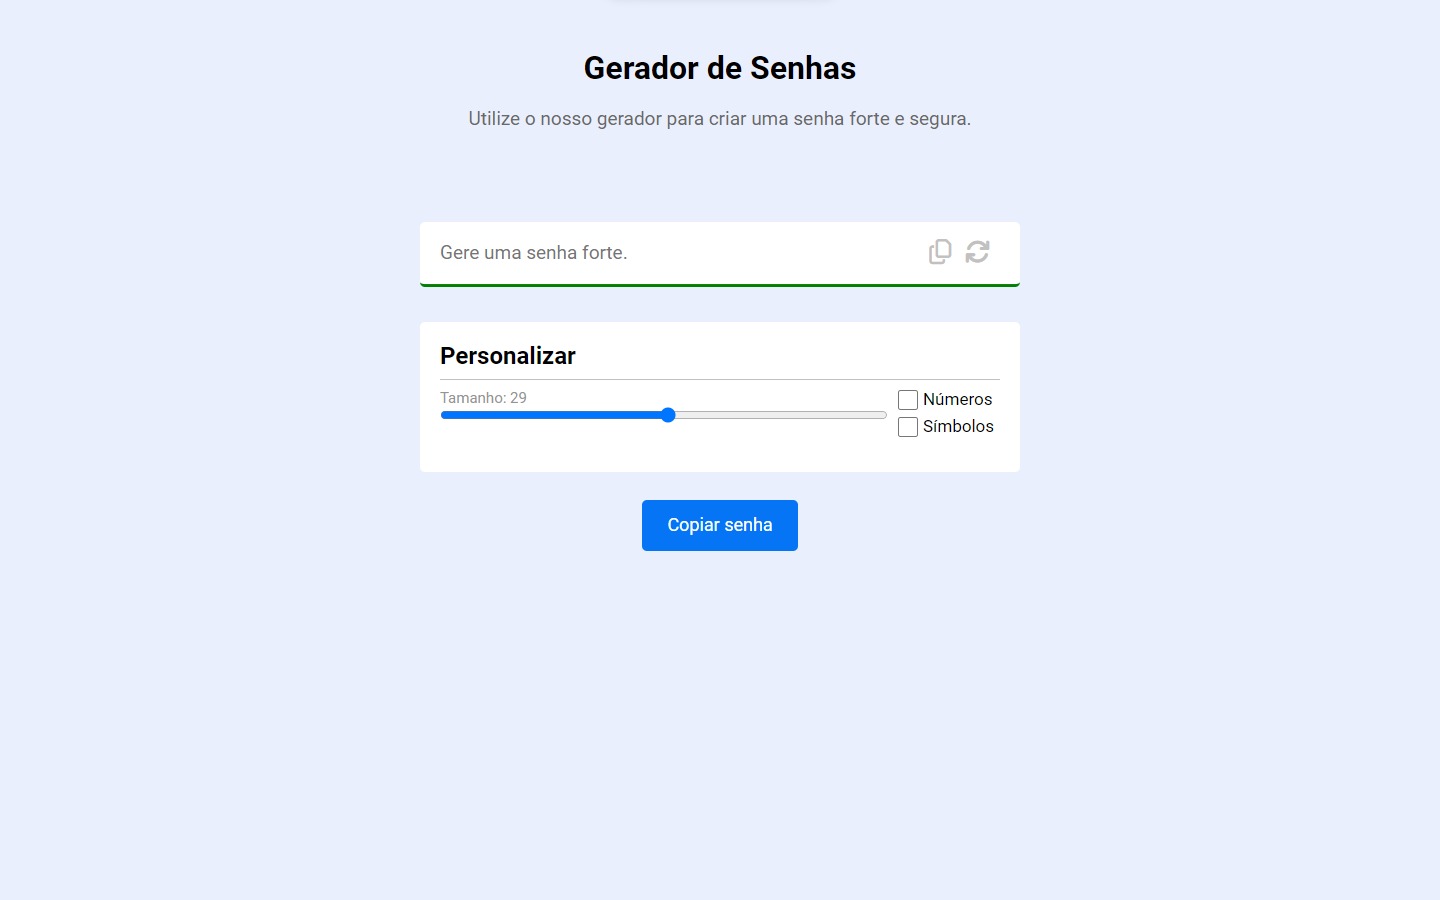 Gerador de Senhas
Utilize o nosso gerador para criar uma senha forte e segura.
Gere uma senha forte.
Personalizar
Tamanho: 29
Números
Símbolos
Copiar senha